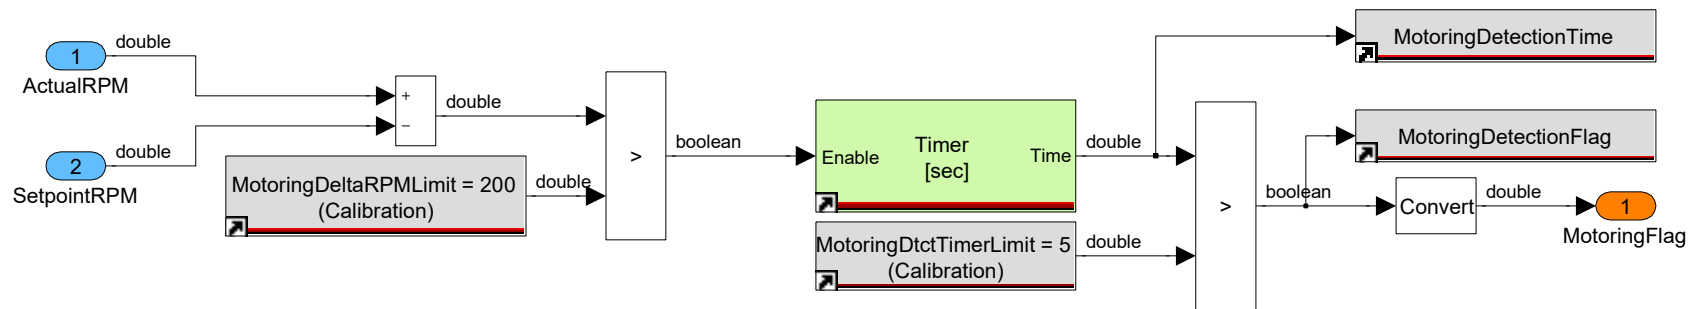 1
double
ActualRPM
2
double
SetpointRPM
+
−
double
MotoringDeltaRPMLimit = 200
(Calibration)
double
>
boolean
Enable
Timer
[sec]
Time
double
MotoringDtctTimerLimit = 5
(Calibration)
double
>
boolean
MotoringDetectionTime
MotoringDetectionFlag
Convert
double
1
MotoringFlag